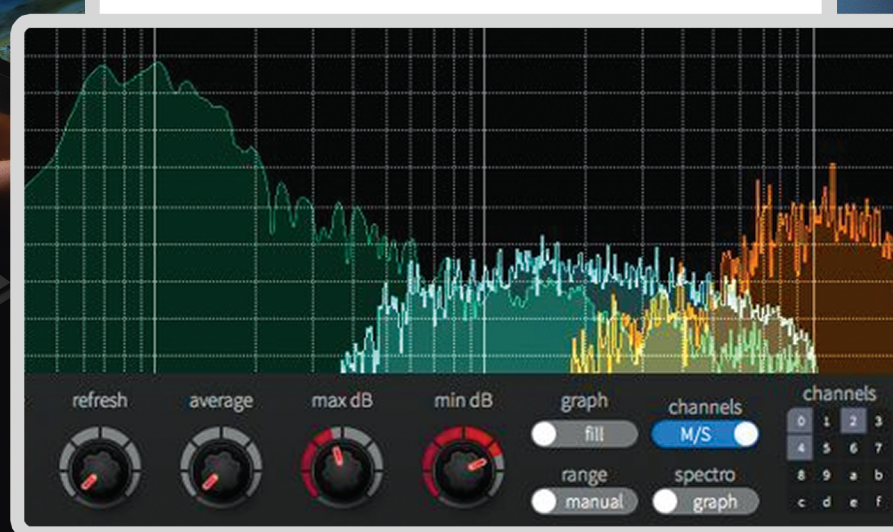 refresh average max dB min dB graph channels channels
fill M/S
range spectro
manual graph
0 1 2 3
4 5 6 7
8 9 a b
c d e f